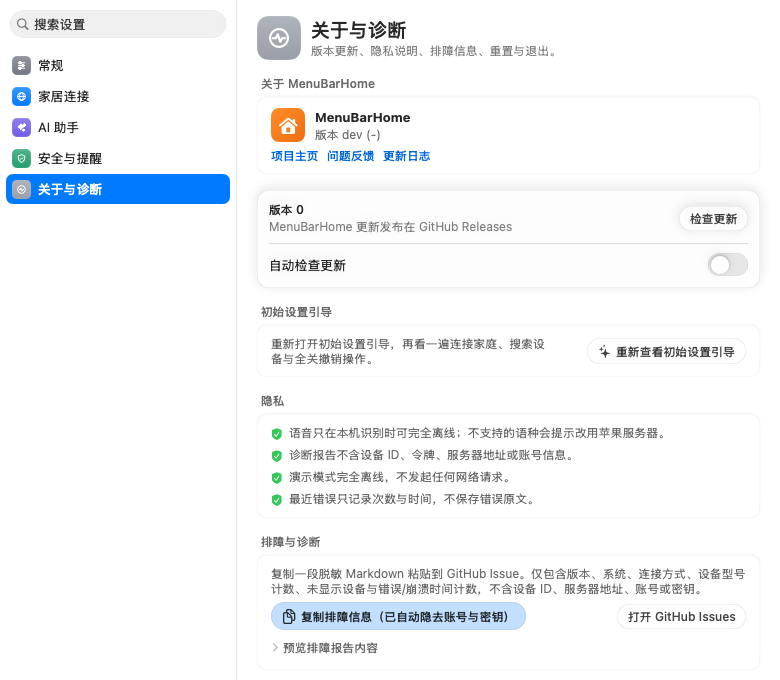 搜索设置
常规
家居连接
AI 助手
安全与提醒
关于与诊断
关于与诊断
版本更新、隐私说明、排障信息、重置与退出。
关于 MenuBarHome
MenuBarHome
版本 dev (-)
项目主页 问题反馈 更新日志
版本 0
MenuBarHome 更新发布在 GitHub Releases
检查更新
自动检查更新
初始设置引导
重新打开初始设置引导，再看一遍连接家庭、搜索设
备与全关撤销操作。
重新查看初始设置引导
隐私
语音只在本机识别时可完全离线；不支持的语种会提示改用苹果服务器。
诊断报告不含设备 ID、令牌、服务器地址或账号信息。
演示模式完全离线，不发起任何网络请求。
最近错误只记录次数与时间，不保存错误原文。
排障与诊断
复制一段脱敏 Markdown 粘贴到 GitHub Issue。仅包含版本、系统、连接方式、设备型号
计数、未显示设备与错误/崩溃时间计数，不含设备 ID、服务器地址、账号或密钥。
复制排障信息（已自动隐去账号与密钥）
打开 GitHub Issues
预览排障报告内容